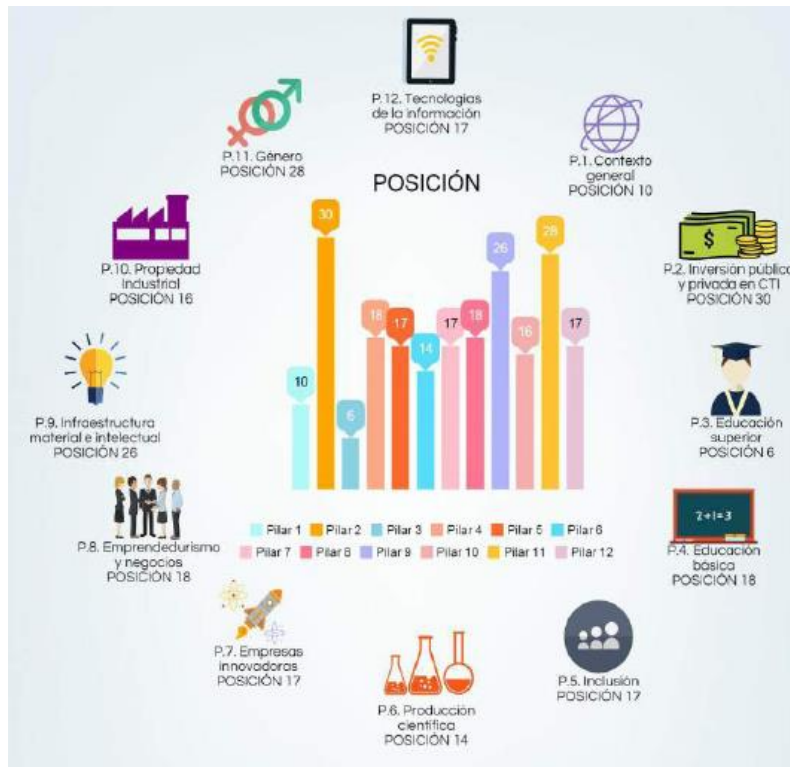 P.12. Tecnologías
de la información
POSICIÓN 17
P.11. Género
POSICIÓN 28
P.1. Contexto
general
POSICIÓN 10
POSICIÓN
P.10. Propiedad
Industrial
POSICIÓN 16
P.2. Inversión pública
y privada en CTI
POSICIÓN 30
$
10
30
6
18
17
14
17
18
26
16
28
17
P.9. Infraestructura
material e intelectual
POSICIÓN 26
P.3. Educación
superior
POSICIÓN 6
2+1=3
Pilar 1 Pilar 2 Pilar 3 Pilar 4 Pilar 5 Pilar 6
Pilar 7 Pilar 8 Pilar 9 Pilar 10 Pilar 11 Pilar 12
P.8. Emprendedurismo
y negocios
POSICIÓN 18
P.4. Educación
básica
POSICIÓN 18
P.7. Empresas
innovadoras
POSICIÓN 17
P.5. Inclusión
POSICIÓN 17
P.6. Producción
científica
POSICIÓN 14